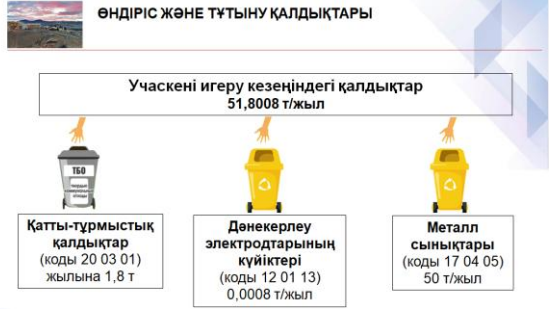 ӨНДІРІС ЖӘНЕ ТҰТЫНУ ҚАЛДЫҚТАРЫ
Учаскені игеру кезеңіндегі қалдықтар
51,8008 т/жыл
ТБО
Қатты-тұрмыстық
қалдықтар
(коды 20 03 01)
жылына 1,8 т
Дәнекерлеу
электродтарының
күйіктері
(коды 12 01 13)
0,0008 т/жыл
Металл
сынықтары
(коды 17 04 05)
50 т/жыл